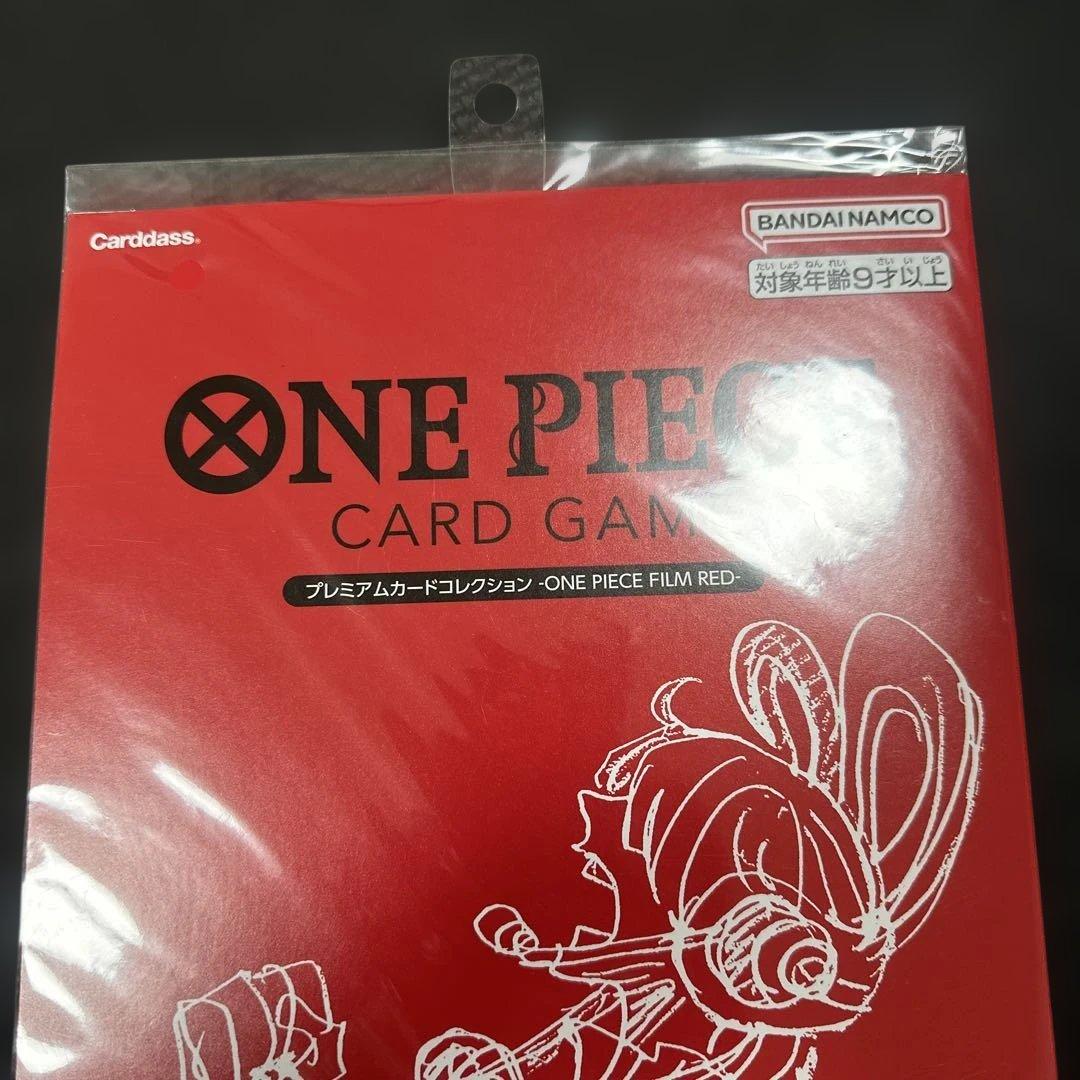 Carddass
BANDAI NAMCO
たいしょうねんれい さいいじょう
対象年齢9才以上
ONE PIECE
CARD GAM
プレミアムカードコレクション -ONE PIECE FILM RED-